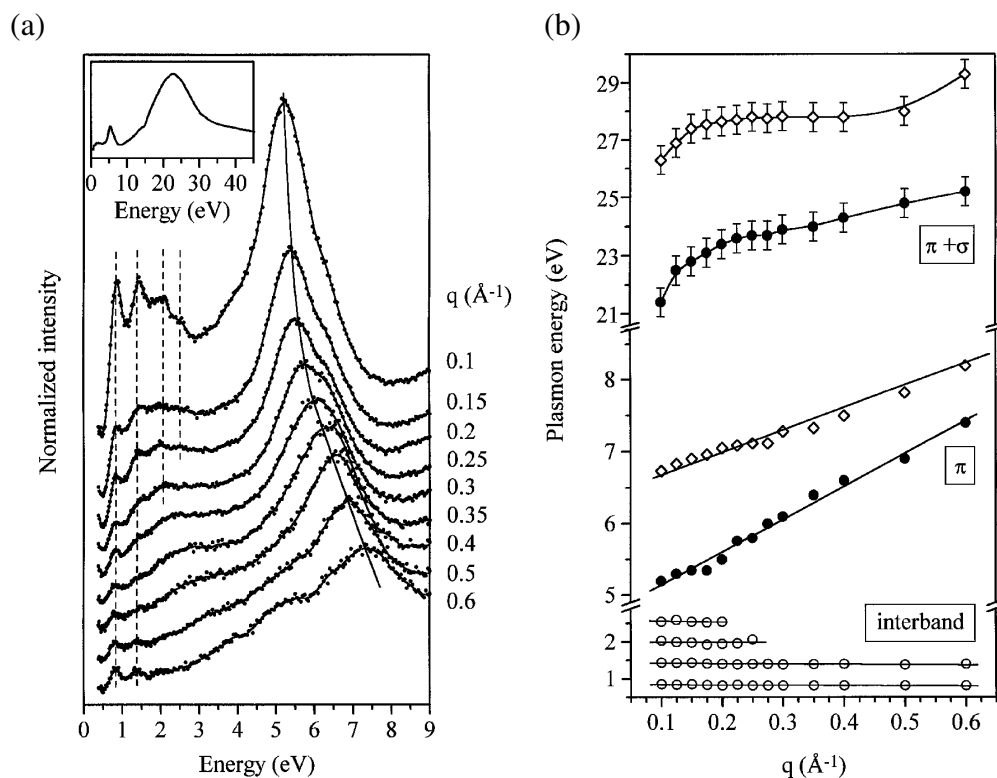 (a)
Normalized intensity
0 10 20 30 40
Energy (eV)
q (Å-1)
0.1
0.15
0.2
0.25
0.3
0.35
0.4
0.5
0.6
1 2 3 4 5 6 7 8 9
Energy (eV)
(b)
Plasmon energy (eV)
29
27
25
23
21
8
7
6
5
2
1
π +σ
π
interband
0.1 0.2 0.3 0.4 0.5 0.6
q (Å-1)